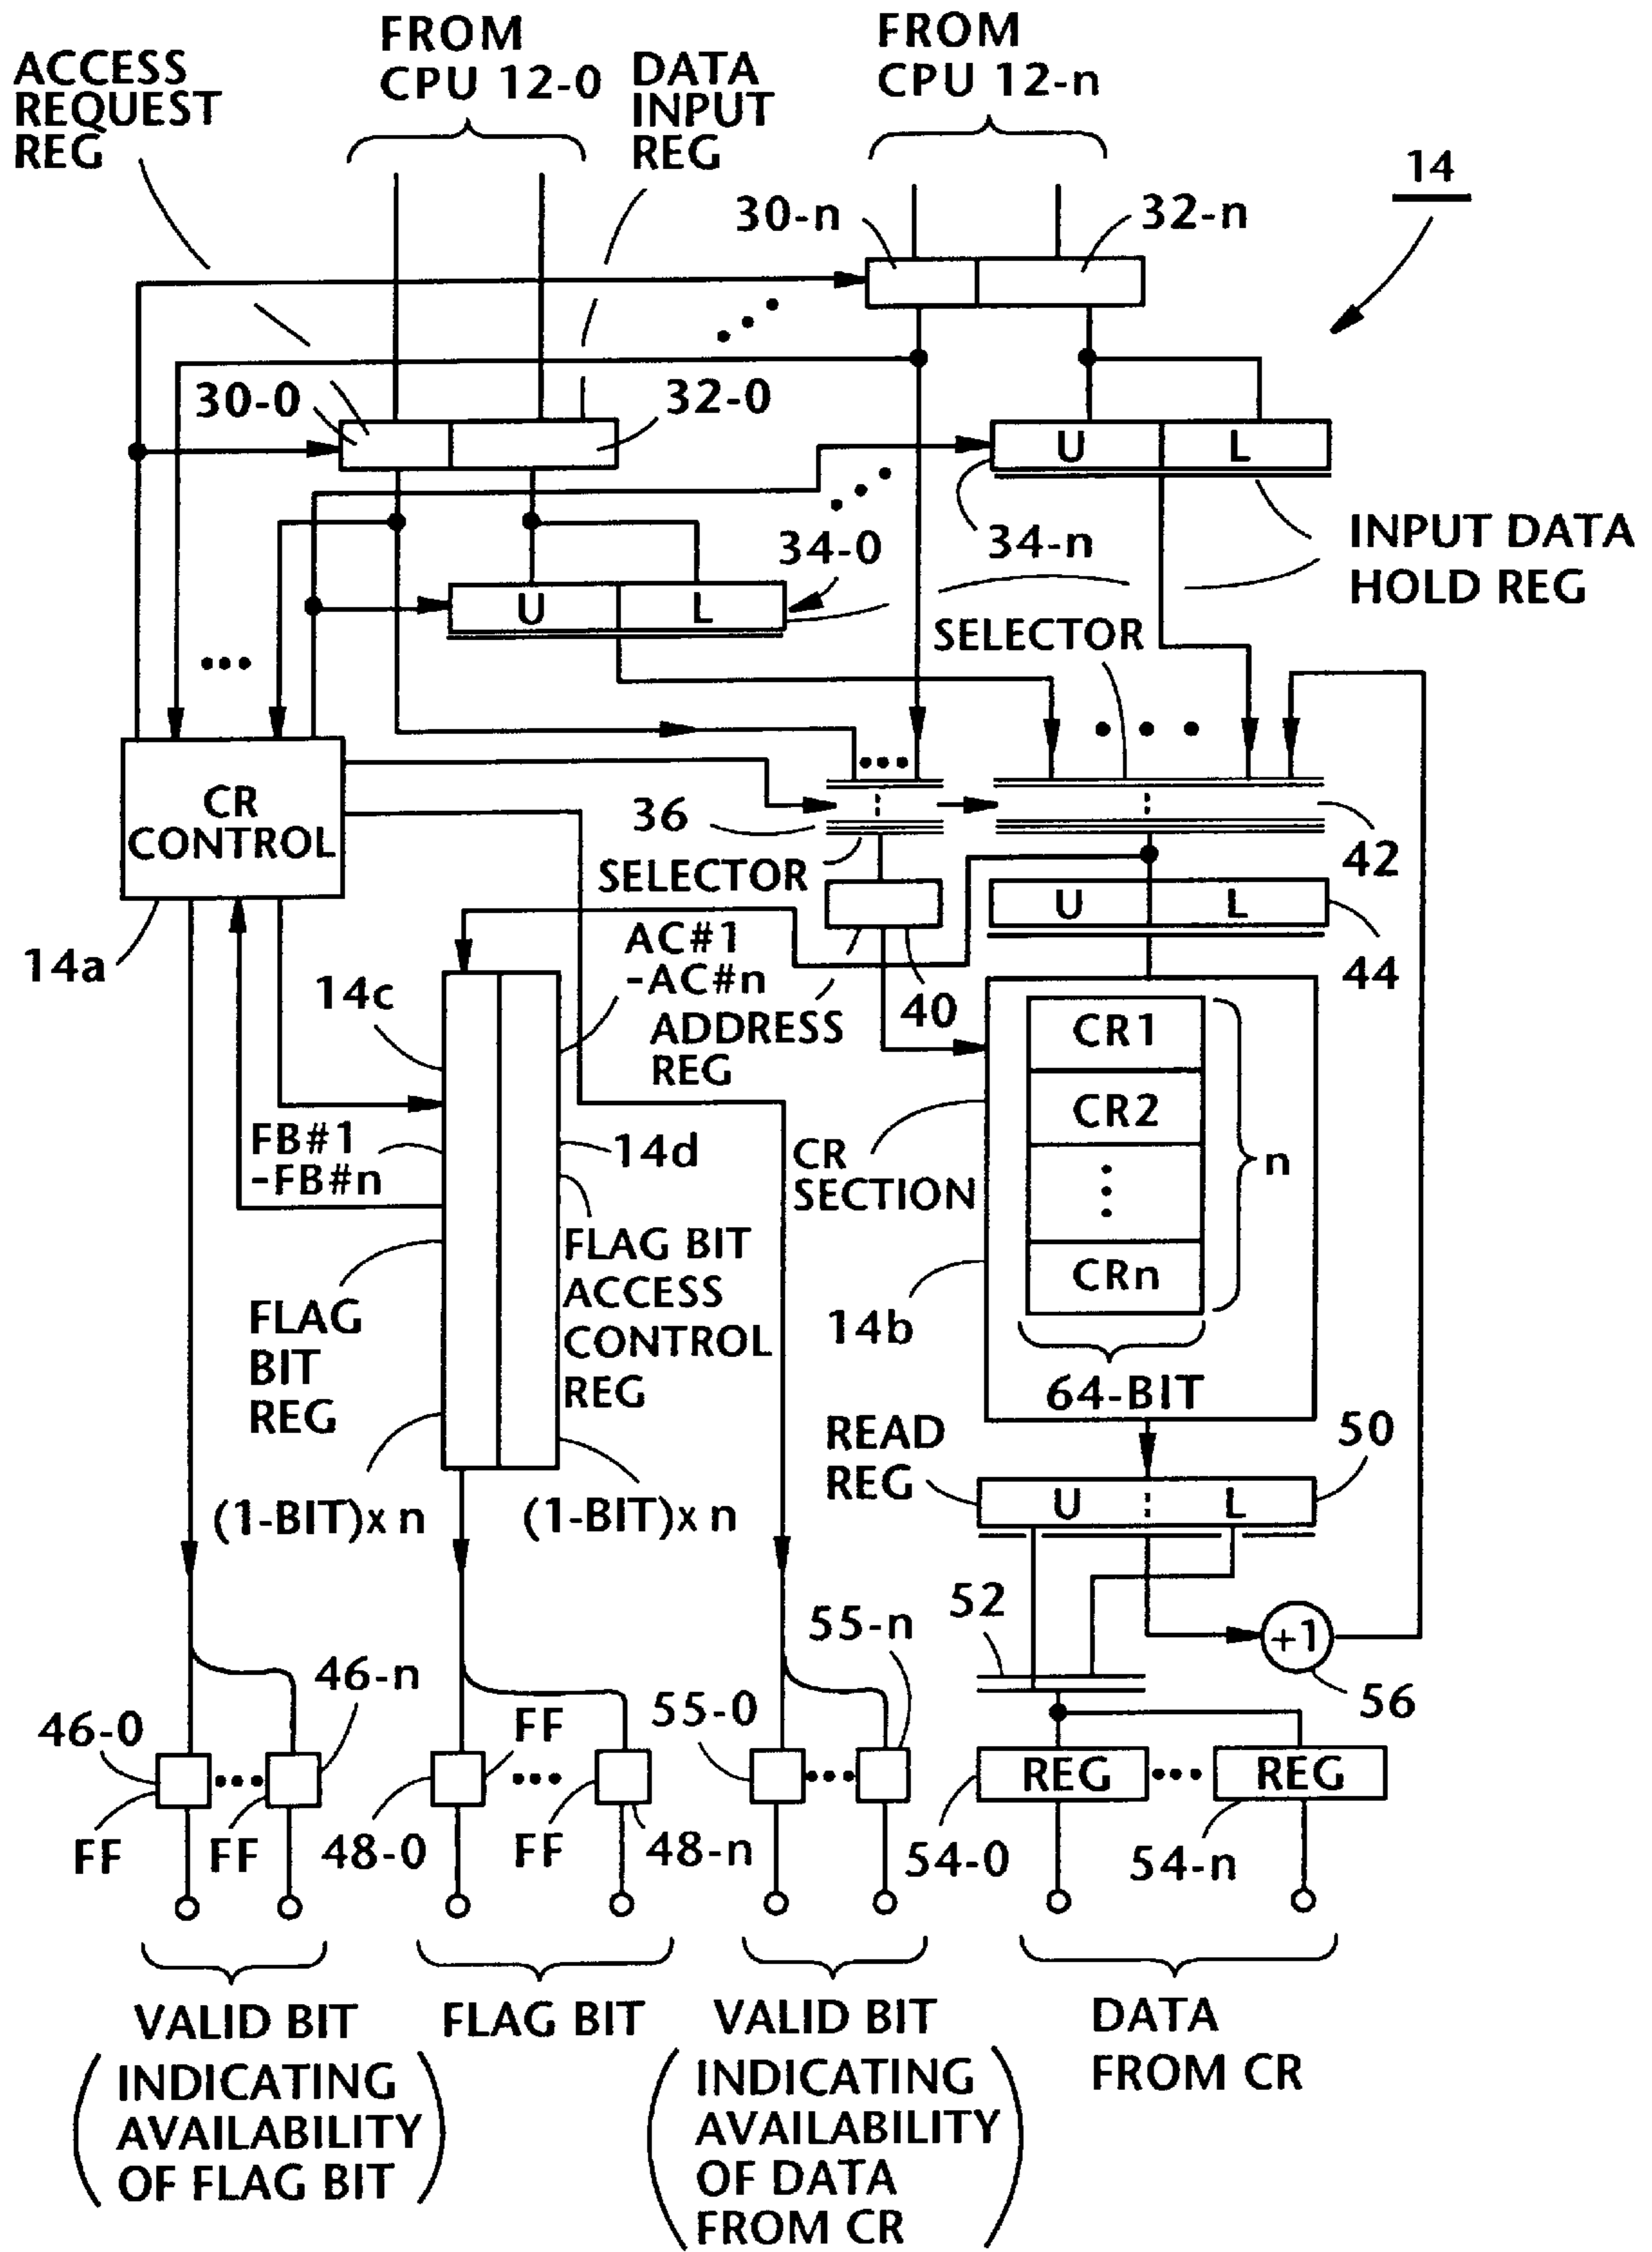 FROM
CPU 12-0
FROM
CPU 12-n
ACCESS
REQUEST
REG
DATA
INPUT
REG
14
30-n
32-n
30-0
32-0
U L
34-0
34-n
INPUT DATA
HOLD REG
U L
SELECTOR
CR
CONTROL
36
42
SELECTOR
U L
14a
AC#1
-AC#n
44
14c
40
ADDRESS
REG
CR1
CR2
FB#1
-FB#n
14d
CR
SECTION
n
CRn
FLAG BIT
ACCESS
CONTROL
REG
FLAG
BIT
REG
14b
64-BIT
READ
REG
50
U L
(1-BIT)x n
(1-BIT)x n
52
55-n
+1
56
46-n
46-0
FF
55-0
REG
REG
FF
FF
48-0
FF
48-n
54-0
54-n
VALID BIT
(INDICATING
AVAILABILITY
OF FLAG BIT)
FLAG BIT
VALID BIT
(INDICATING
AVAILABILITY
OF DATA
FROM CR)
DATA
FROM CR